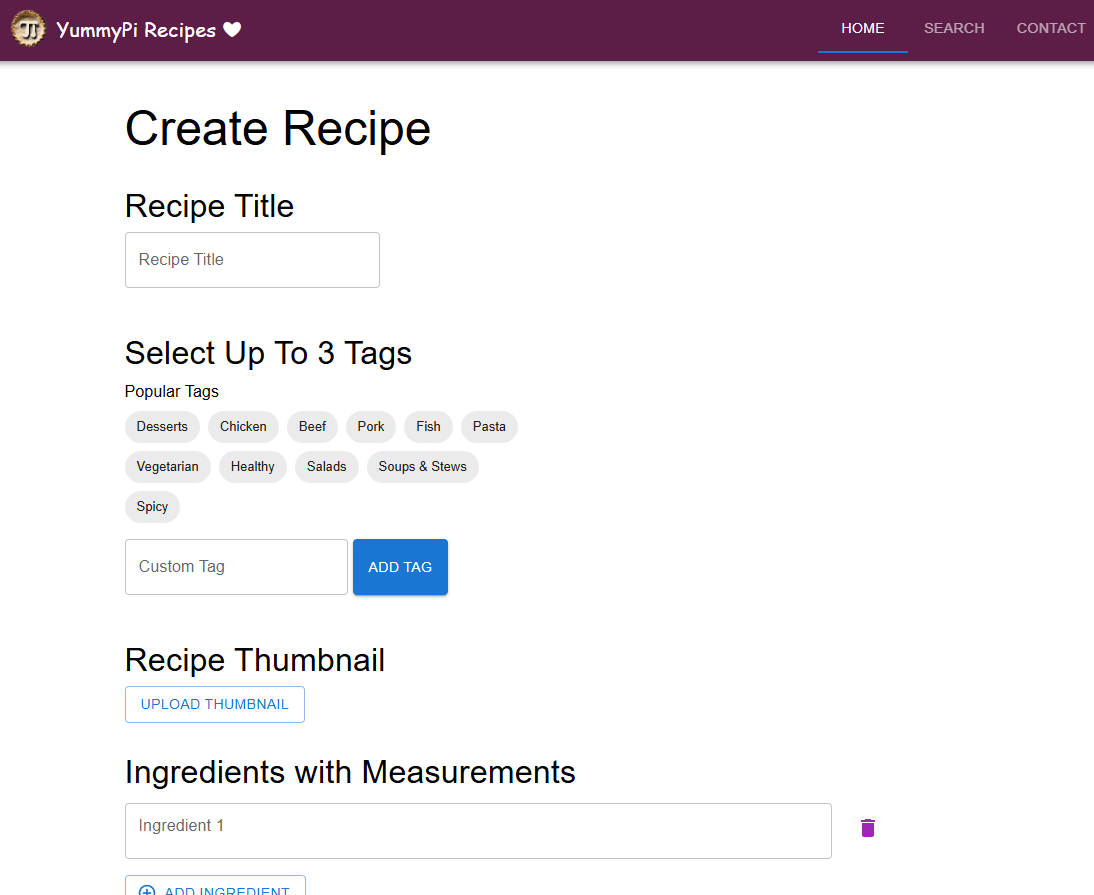 YummyPi Recipes
HOME SEARCH CONTACT
Create Recipe
Recipe Title
Recipe Title
Select Up To 3 Tags
Popular Tags
Desserts Chicken Beef Pork Fish Pasta
Vegetarian Healthy Salads Soups & Stews
Spicy
Custom Tag ADD TAG
Recipe Thumbnail
UPLOAD THUMBNAIL
Ingredients with Measurements
Ingredient 1
ADD INGREDIENT